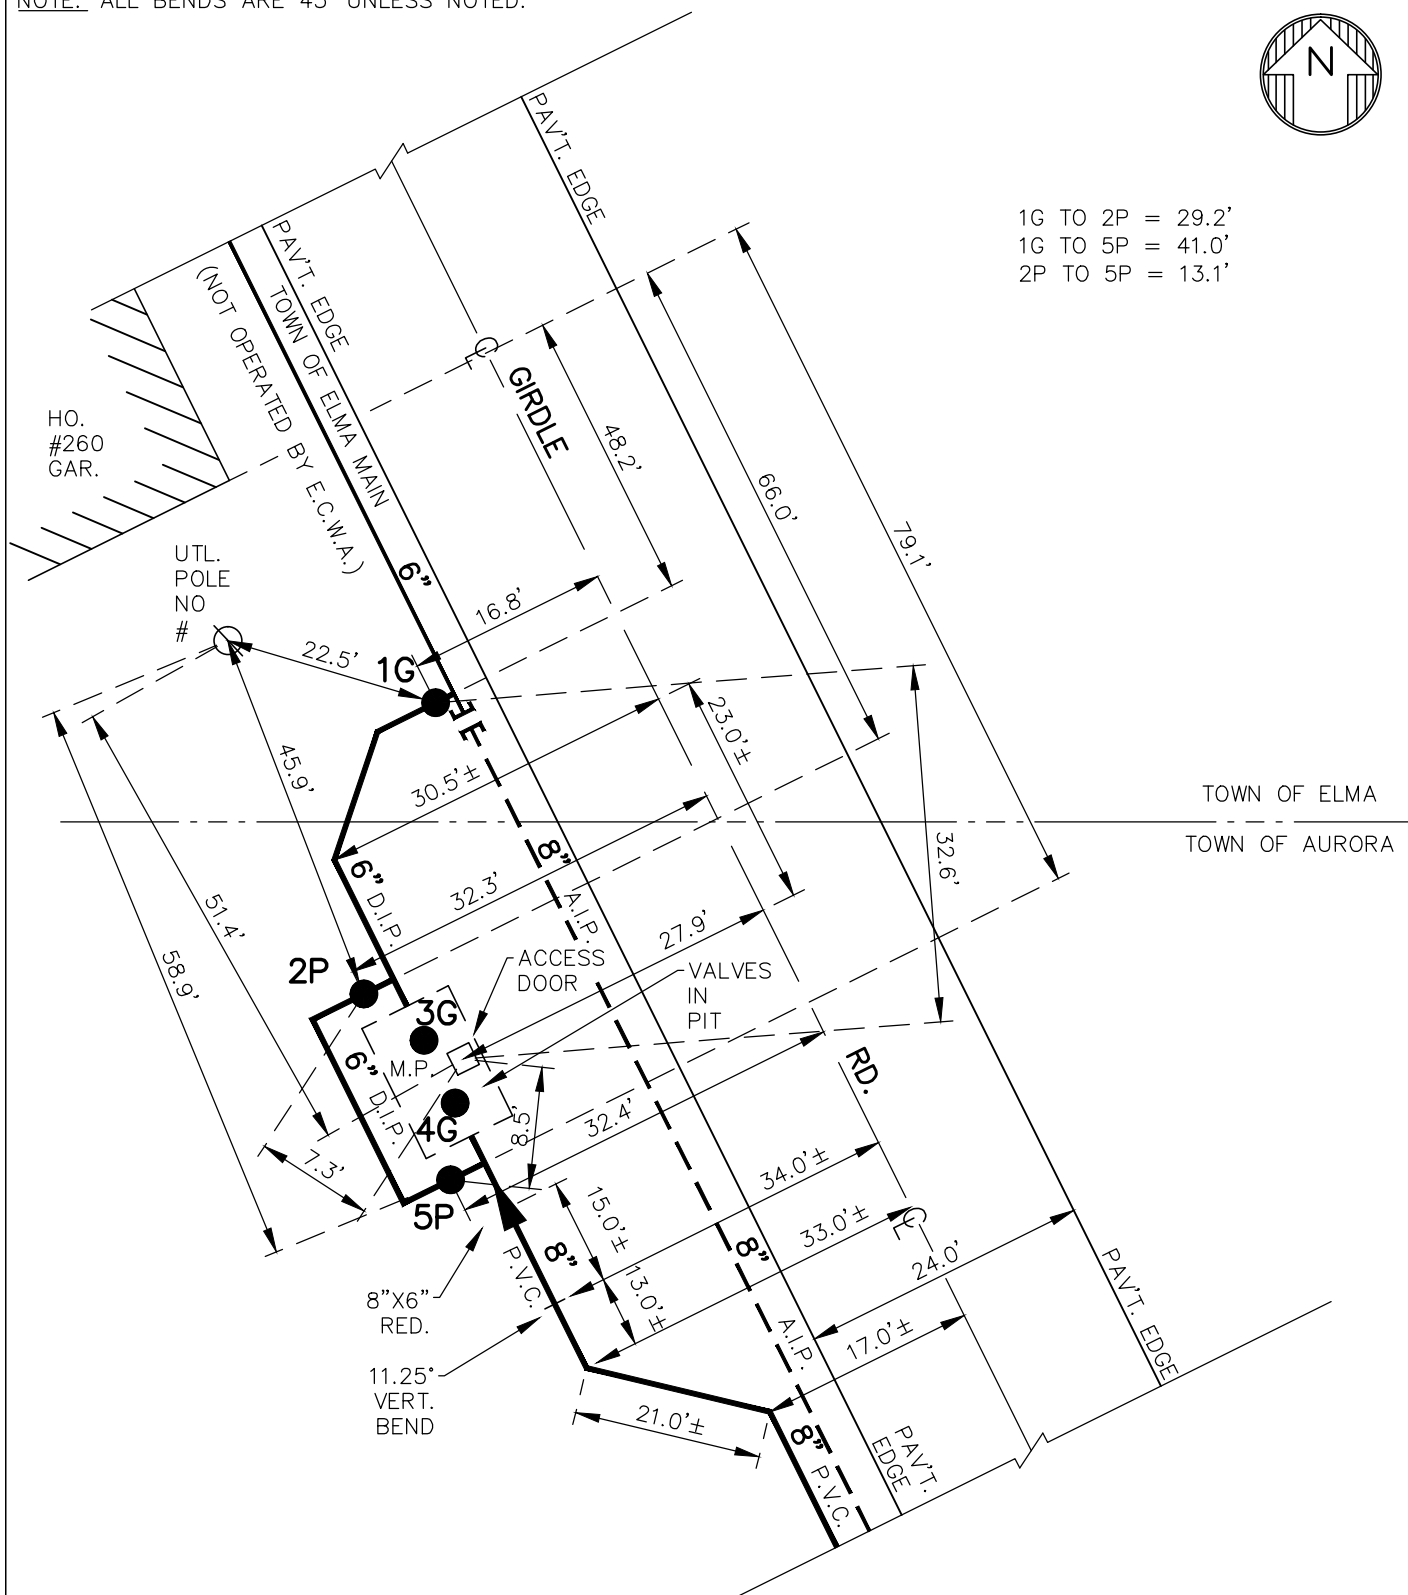 NOTE: ALL BENDS ARE 45° UNLESS NOTED.
N
PAV'T. EDGE
1G TO 2P = 29.2'
1G TO 5P = 41.0'
2P TO 5P = 13.1'
PAV'T. EDGE
TOWN OF ELMA MAIN
(NOT OPERATED BY E.C.W.A.)
CL
GIRDLE
HO.
#260
GAR.
48.2'
66.0'
79.1'
UTL.
POLE
NO
#
6"
16.8'
22.5'
1G
45.9'
30.5'±
23.0'±
TOWN OF ELMA
TOWN OF AURORA
8"
A.I.P.
32.6'
6" D.I.P.
32.3'
51.4'
58.9'
27.9'
2P
ACCESS
DOOR
VALVES
IN
PIT
3G
M.P.
6" D.I.P.
RD.
4G
8.5'
32.4'
7.3'
34.0'±
5P
15.0'±
33.0'±
CL
8"
P.V.C.
8"
A.I.P.
24.0'
13.0'±
PAV'T. EDGE
8"X6"
RED.
17.0'±
11.25°
VERT.
BEND
21.0'±
8"
P.V.C.
PAV'T.
EDGE